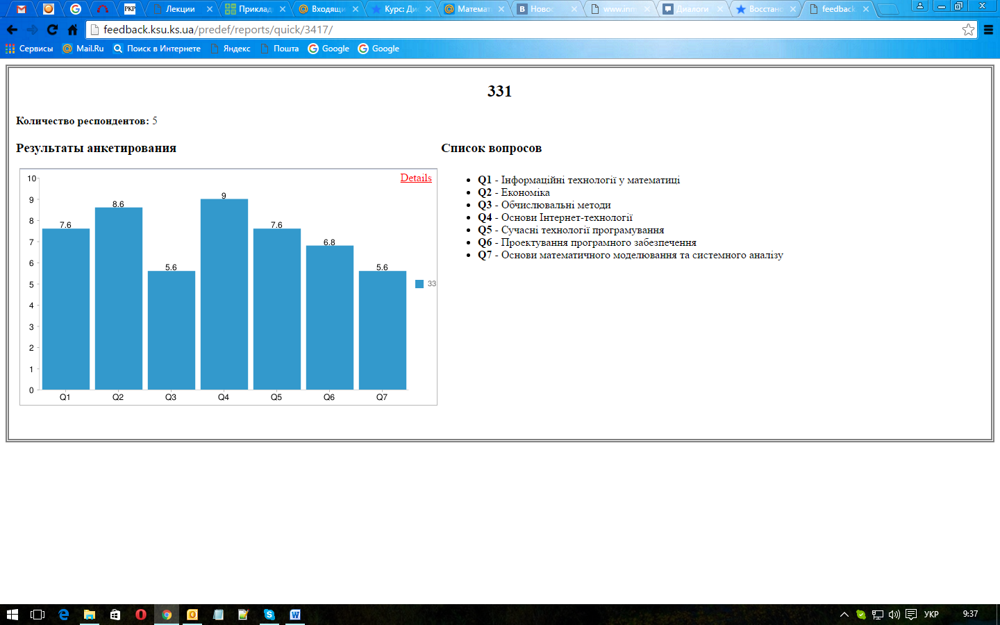 Лекции
Приклад
Входящи
Курс: Ди
Математ
Новос
www.inm
Диалоги
Восстано
feedback
feedback.ksu.ks.ua/predef/reports/quick/3417/
Сервисы Mail.Ru Поиск в Интернете Яндекс Пошта Google Google
331
Количество респондентов: 5
Результаты анкетирования
Details
10
9
8
7
6
5
4
3
2
1
0
7.6
8.6
5.6
9
7.6
6.8
5.6
Q1 Q2 Q3 Q4 Q5 Q6 Q7
33
Список вопросов
Q1 - Інформаційні технології у математиці
Q2 - Економіка
Q3 - Обчислювальні методи
Q4 - Основи Інтернет-технології
Q5 - Сучасні технології програмування
Q6 - Проектування програмного забезпечення
Q7 - Основи математичного моделювання та системного аналізу
УКР
9:37